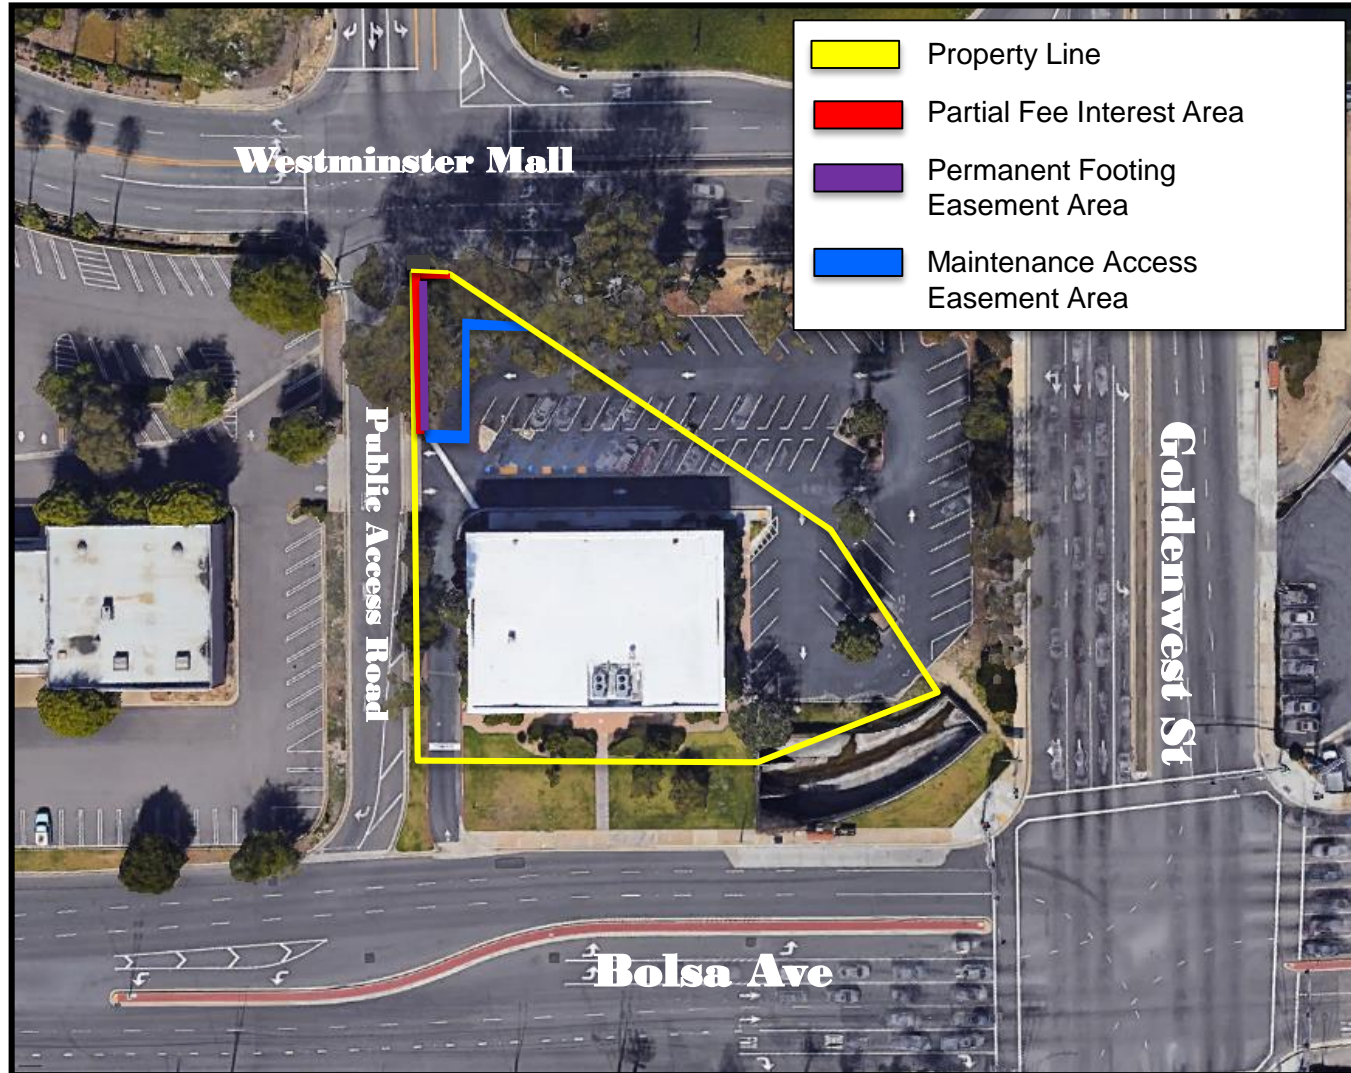 Property Line
Partial Fee Interest Area
Permanent Footing
Easement Area
Maintenance Access
Easement Area
Westminster Mall
Public Access Road
Goldenwest St
Bolsa Ave